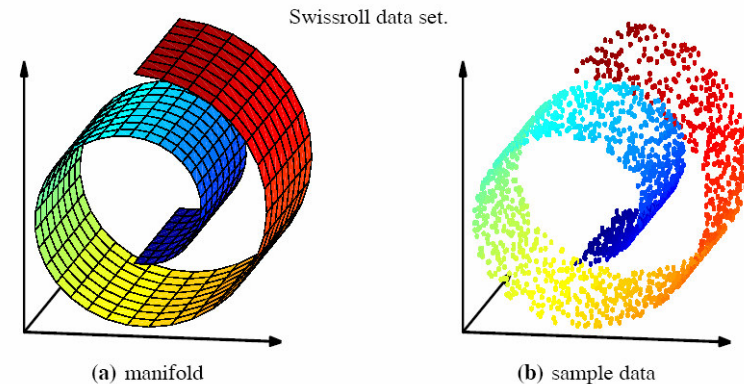 Swissroll data set.
(a) manifold
(b) sample data